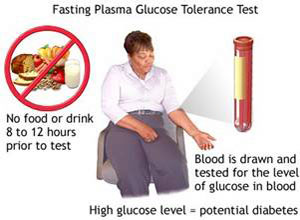 Fasting Plasma Glucose Tolerance Test
No food or drink
8 to 12 hours
prior to test
Blood is drawn and
tested for the level
of glucose in blood
High glucose level = potential diabetes